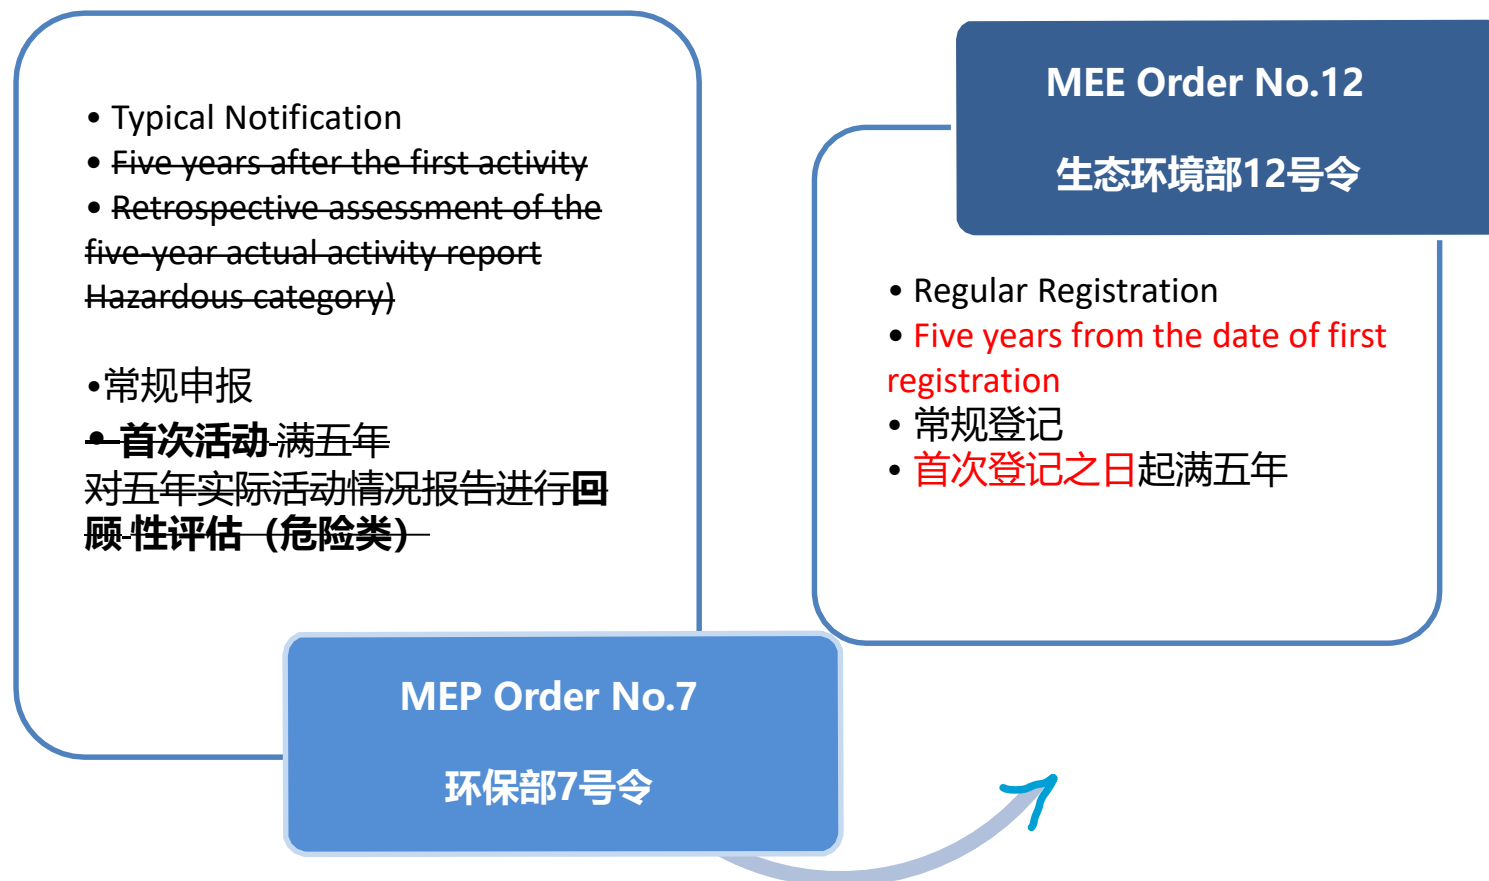 • Typical Notification
• Five years after the first activity
• Retrospective assessment of the
five-year actual activity report
Hazardous category)
•常规申报
• 首次活动 满五年
对五年实际活动情况报告进行回
顾 性评估（危险类）
MEP Order No.7
环保部7号令
MEE Order No.12
生态环境部12号令
• Regular Registration
• Five years from the date of first
registration
• 常规登记
• 首次登记之日起满五年